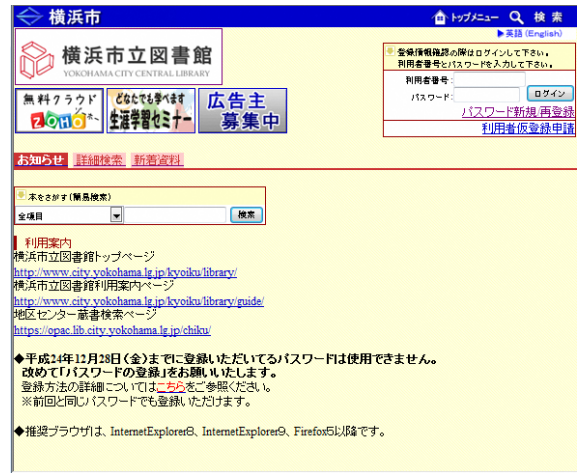 横浜市
トップメニュー 検 索
▶英語 (English)
横浜市立図書館
YOKOHAMA CITY CENTRAL LIBRARY
登録情報確認の際はログインして下さい。
利用者番号とパスワードを入力して下さい。
利用者番号:
パスワード:
ログイン
パスワード新規/再登録
利用者仮登録申請
無料クラウド
ZOHO
どなたでも学べます
生涯学習セミナー
広告主
募集中
お知らせ 詳細検索 新着資料
本をさがす(簡易検索)
全項目 検索
利用案内
横浜市立図書館トップページ
http://www.city.yokohama.lg.jp/kyoiku/library/
横浜市立図書館利用案内ページ
http://www.city.yokohama.lg.jp/kyoiku/library/guide/
地区センター蔵書検索ページ
https://opac.lib.city.yokohama.lg.jp/chiku/
◆平成24年12月28日(金)までに登録いただいてるパスワードは使用できません。
改めて「パスワードの登録」をお願いいたします。
登録方法の詳細についてはこちらをご参照ください。
※前回と同じパスワードでも登録いただけます。
◆推奨ブラウザは、InternetExplorer8、InternetExplorer9、Firefox5以降です。